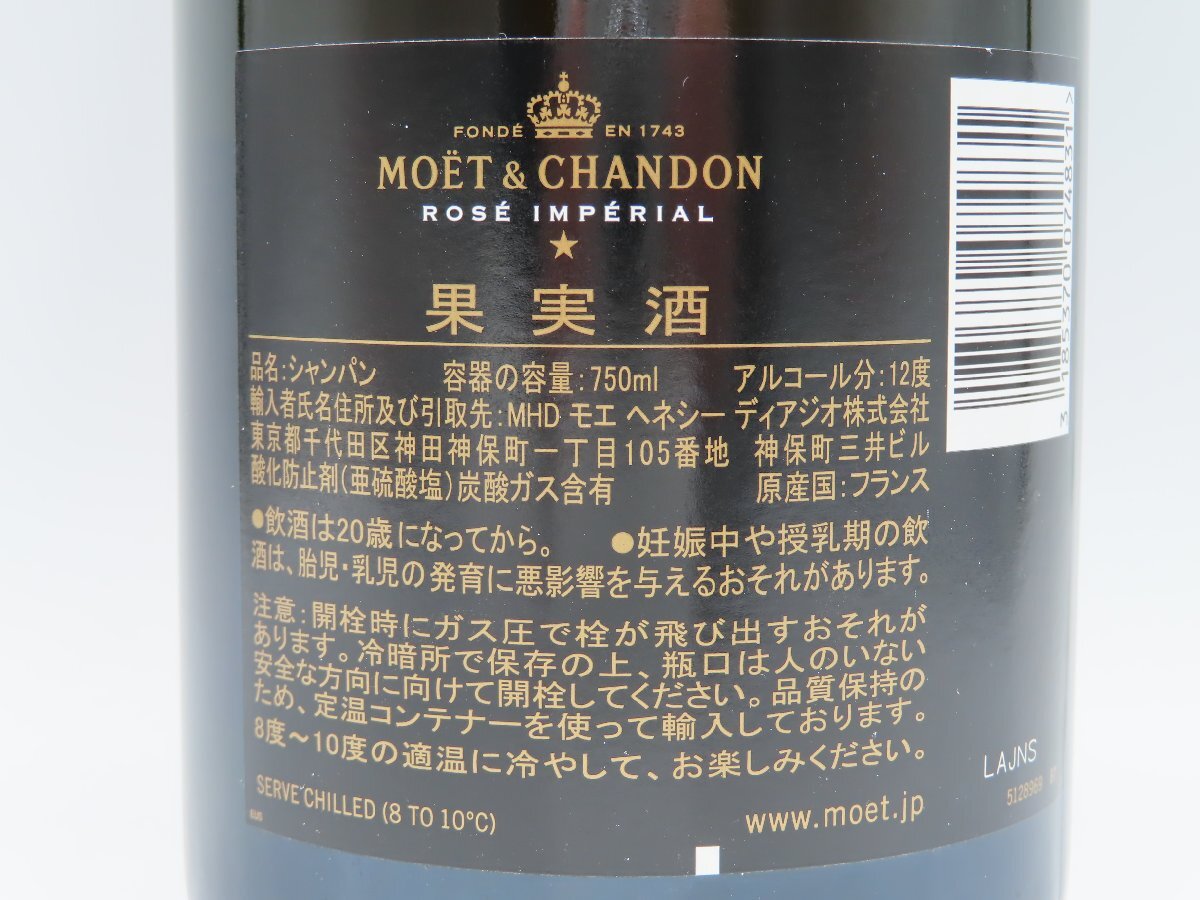 FONDÉ EN 1743
MOËT & CHANDON
ROSÉ IMPÉRIAL
果実酒
品名:シャンパン 容器の容量:750ml アルコール分:12度
輸入者氏名住所及び引取先:MHD モエ ヘネシー ディアジオ株式会社
東京都千代田区神田神保町一丁目105番地 神保町三井ビル
酸化防止剤(亜硫酸塩)炭酸ガス含有 原産国:フランス
●飲酒は20歳になってから。 ●妊娠中や授乳期の飲
酒は、胎児・乳児の発育に悪影響を与えるおそれがあります。
注意:開栓時にガス圧で栓が飛び出すおそれが
あります。冷暗所で保存の上、瓶口は人のいない
安全な方向に向けて開栓してください。品質保持の
ため、定温コンテナーを使って輸入しております。
8度～10度の適温に冷やして、お楽しみください。
SERVE CHILLED (8 TO 10°C)
www.moet.jp
3 185370 074831 >
LAJNS
5128969